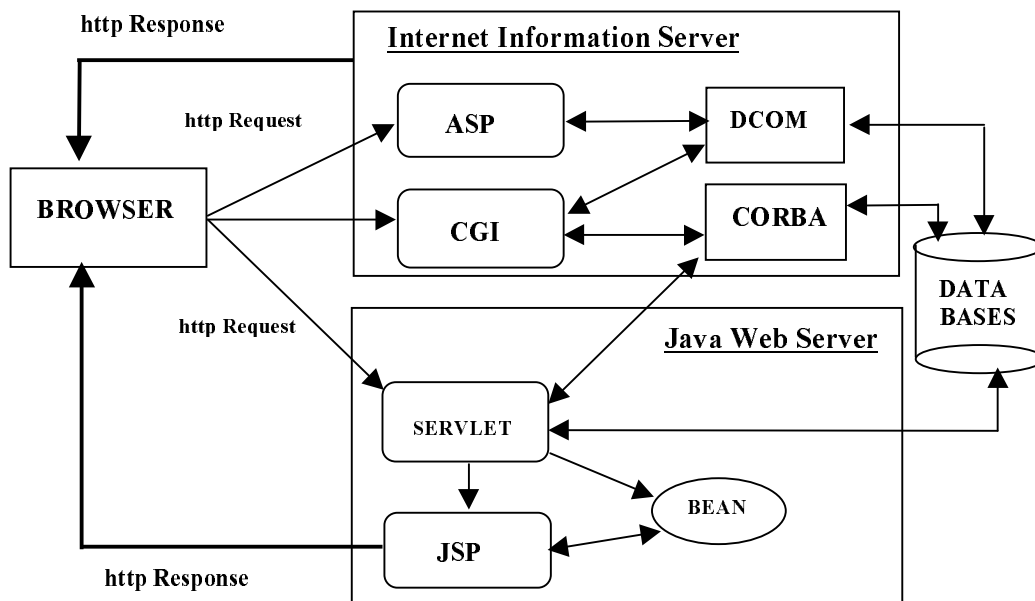 http Response
Internet Information Server
http Request
ASP
DCOM
BROWSER
CGI
CORBA
DATA
BASES
http Request
Java Web Server
SERVLET
BEAN
JSP
http Response